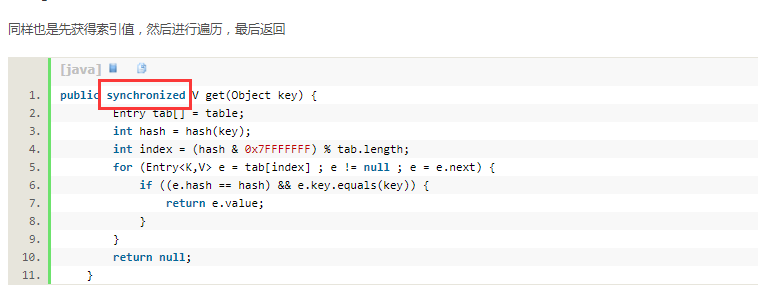 同样也是先获得索引值，然后进行遍历，最后返回
[java]
1. public synchronized V get(Object key) {
2. Entry tab[] = table;
3. int hash = hash(key);
4. int index = (hash & 0x7FFFFFFF) % tab.length;
5. for (Entry<K,V> e = tab[index] ; e != null ; e = e.next) {
6. if ((e.hash == hash) && e.key.equals(key)) {
7. return e.value;
8. }
9. }
10. return null;
11. }